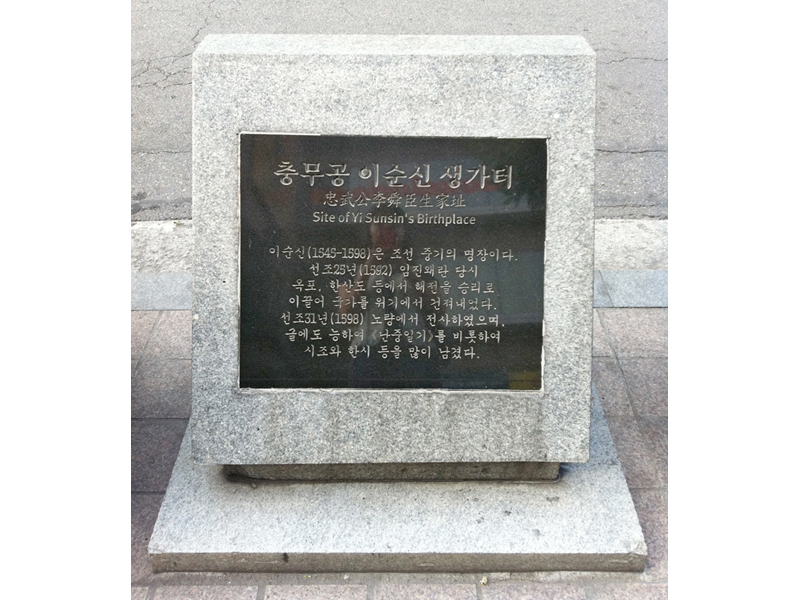 충무공 이순신 생가터
忠武公李舜臣生家址
Site of Yi Sunsin's Birthplace
이순신(1545-1598)은 조선 중기의 명장이다.
선조25년(1592) 임진왜란 당시
옥포, 한산도 등에서 해전을 승리로
이끌어 국가를 위기에서 건져내었다.
선조31년(1598) 노량에서 전사하였으며,
글에도 능하여 《난중일기》를 비롯하여
시조와 한시 등을 많이 남겼다.